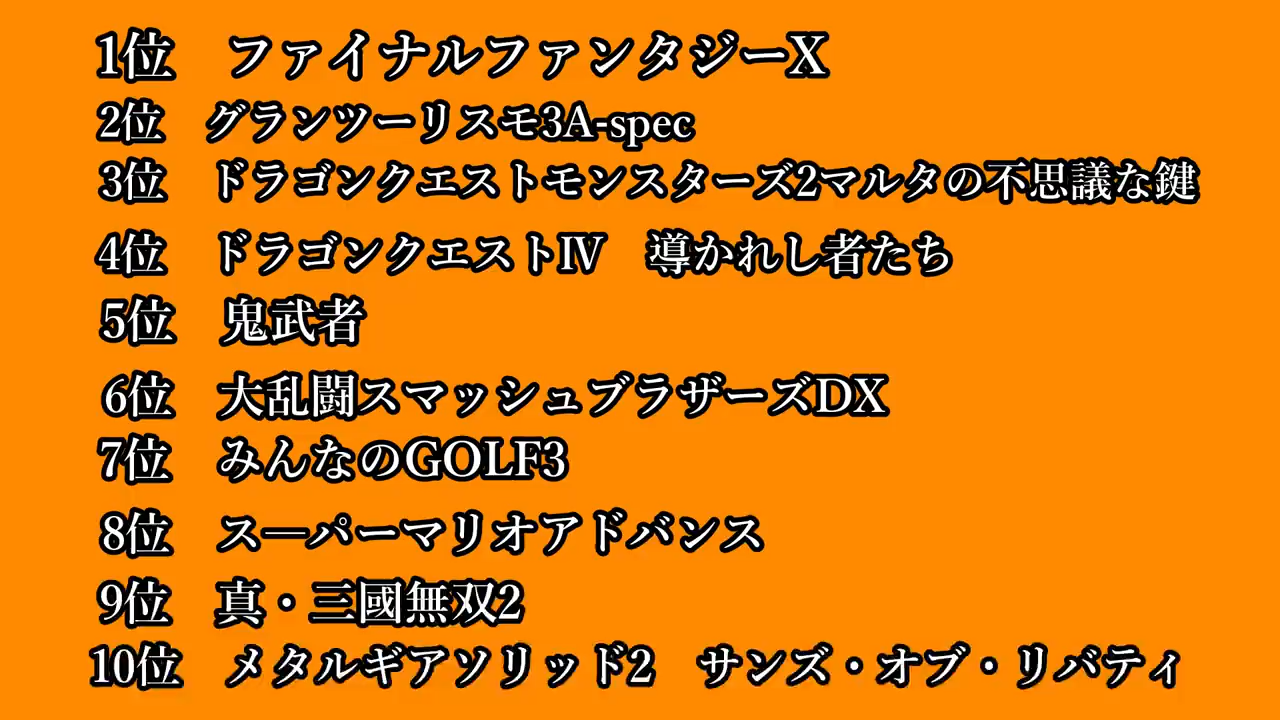 1位　ファイナルファンタジーX
2位　グランツーリスモ3A-spec
3位　ドラゴンクエストモンスターズ2マルタの不思議な鍵
4位　ドラゴンクエストⅣ　導かれし者たち
5位　鬼武者
6位　大乱闘スマッシュブラザーズDX
7位　みんなのGOLF3
8位　スーパーマリオアドバンス
9位　真・三國無双2
10位　メタルギアソリッド2　サンズ・オブ・リバティ